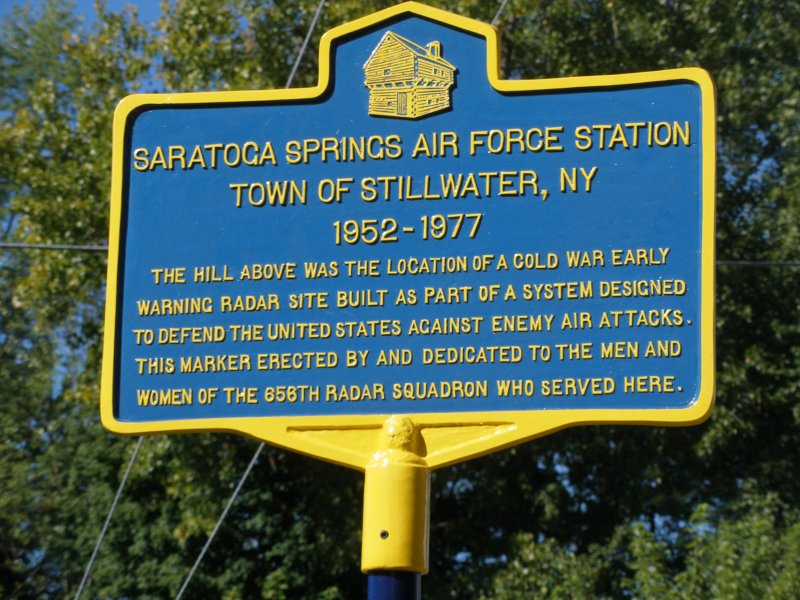 SARATOGA SPRINGS AIR FORCE STATION
TOWN OF STILLWATER, NY
1952-1977
THE HILL ABOVE WAS THE LOCATION OF A COLD WAR EARLY
WARNING RADAR SITE BUILT AS PART OF A SYSTEM DESIGNED
TO DEFEND THE UNITED STATES AGAINST ENEMY AIR ATTACKS.
THIS MARKER ERECTED BY AND DEDICATED TO THE MEN AND
WOMEN OF THE 656TH RADAR SQUADRON WHO SERVED HERE.